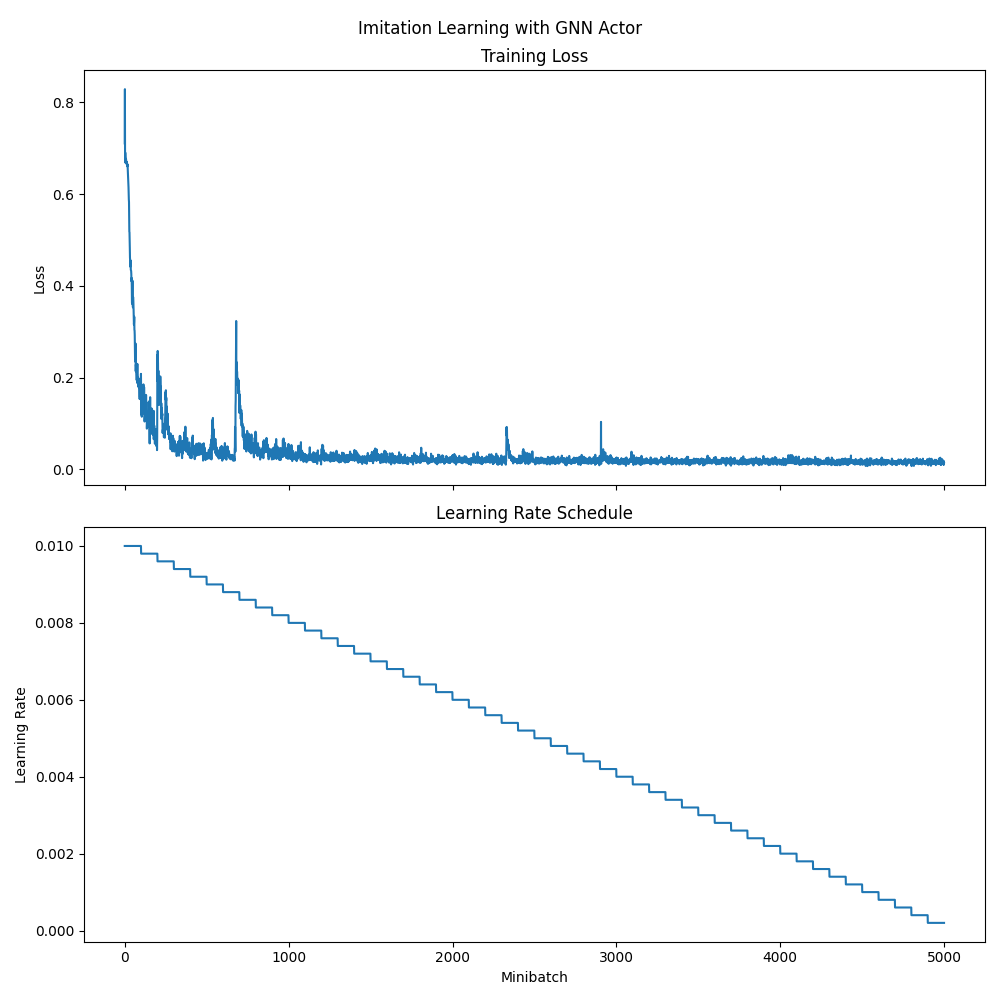 Imitation Learning with GNN Actor
Training Loss
0.8
0.6
0.4
0.2
0.0
Loss
Learning Rate Schedule
0.010
0.008
0.006
0.004
0.002
0.000
Learning Rate
0 1000 2000 3000 4000 5000
Minibatch